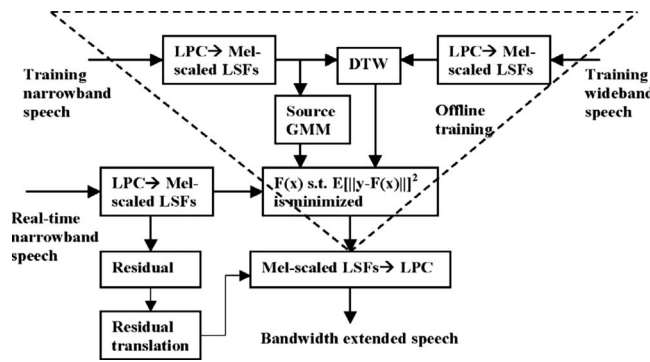 LPC→ Mel-
scaled LSFs
DTW
LPC→ Mel-
scaled LSFs
Training
narrowband
speech
Training
wideband
speech
Source
GMM
Offline
training
LPC→ Mel-
scaled LSFs
F(x) s.t. E[||y-F(x)||]²
is minimized
Real-time
narrowband
speech
Residual
Mel-scaled LSFs→ LPC
Residual
translation
Bandwidth extended speech